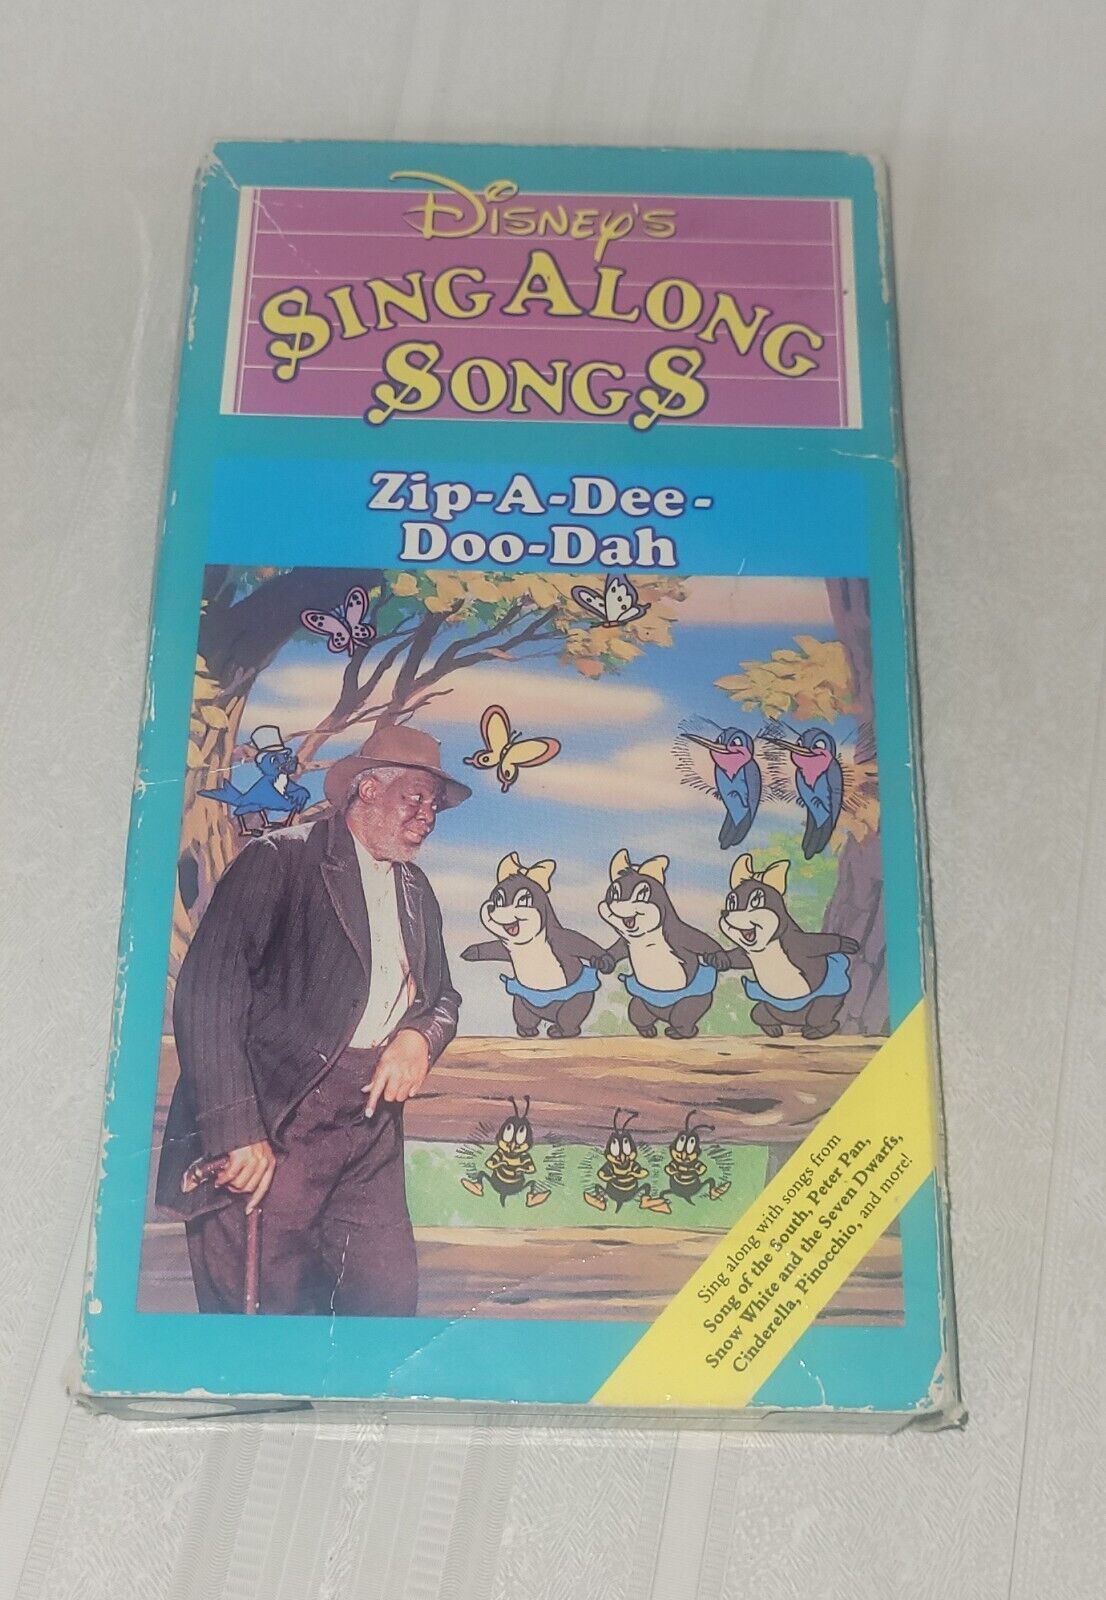 Disney's
Sing Along
Songs
Zip-A-Dee-
Doo-Dah
Sing along with songs from
Song of the South, Peter Pan,
Snow White and the Seven Dwarfs,
Cinderella, Pinocchio, and more!